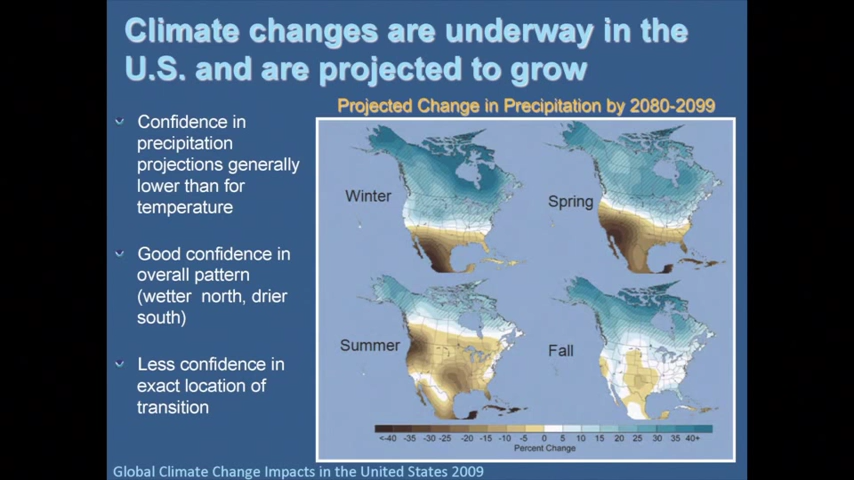 Climate changes are underway in the
U.S. and are projected to grow
Projected Change in Precipitation by 2080-2099
Confidence in
precipitation
projections generally
lower than for
temperature
Good confidence in
overall pattern
(wetter north, drier
south)
Less confidence in
exact location of
transition
Winter
Spring
Summer
Fall
<-40 -35 -30 -25 -20 -15 -10 -5 0 5 10 15 20 25 30 35 40+
Percent Change
Global Climate Change Impacts in the United States 2009